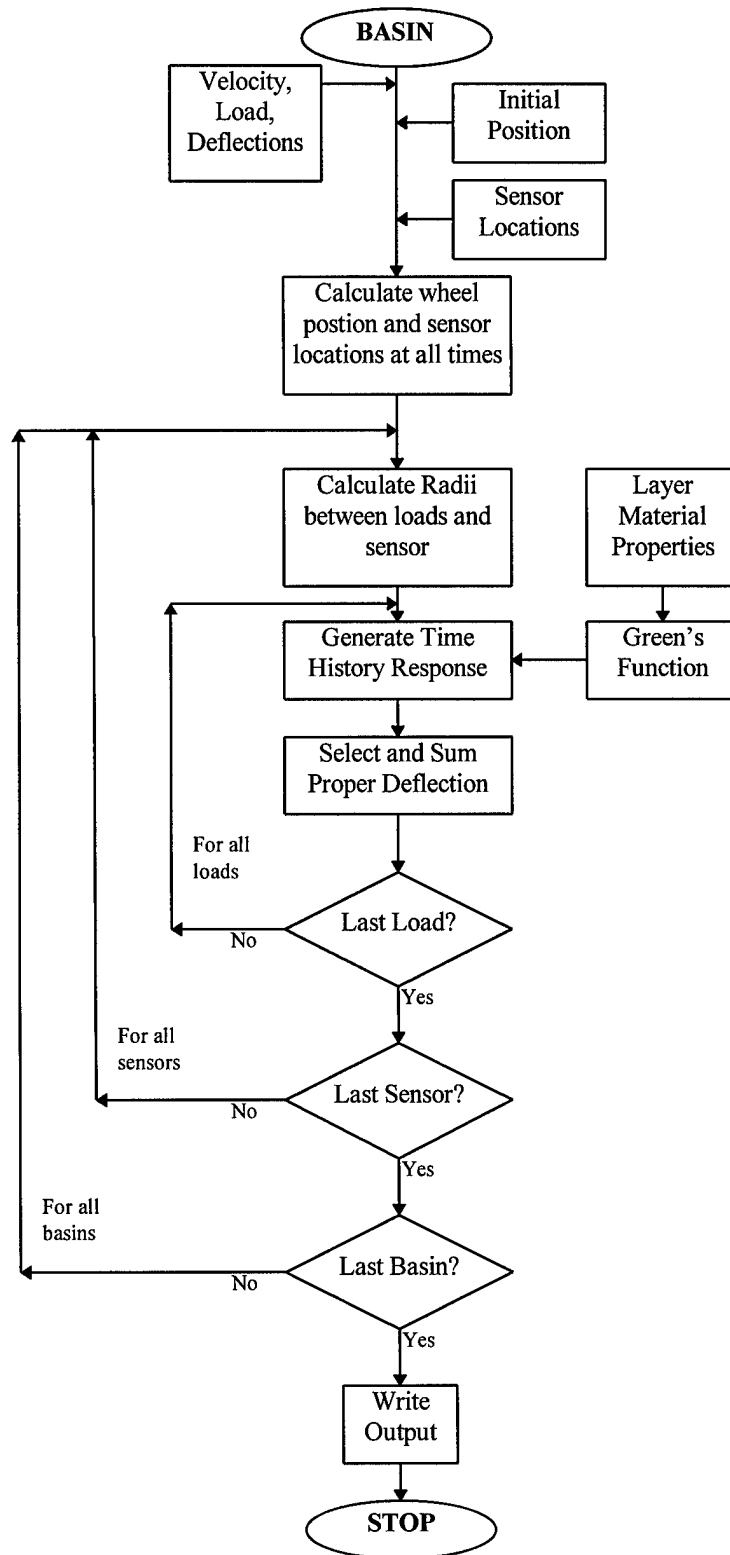 BASIN
Velocity,
Load,
Deflections
Initial
Position
Sensor
Locations
Calculate wheel
postion and sensor
locations at all times
Calculate Radii
between loads and
sensor
Layer
Material
Properties
Generate Time
History Response
Green's
Function
Select and Sum
Proper Deflection
For all
loads
Last Load?
No
Yes
For all
sensors
Last Sensor?
No
Yes
For all
basins
Last Basin?
No
Yes
Write
Output
STOP